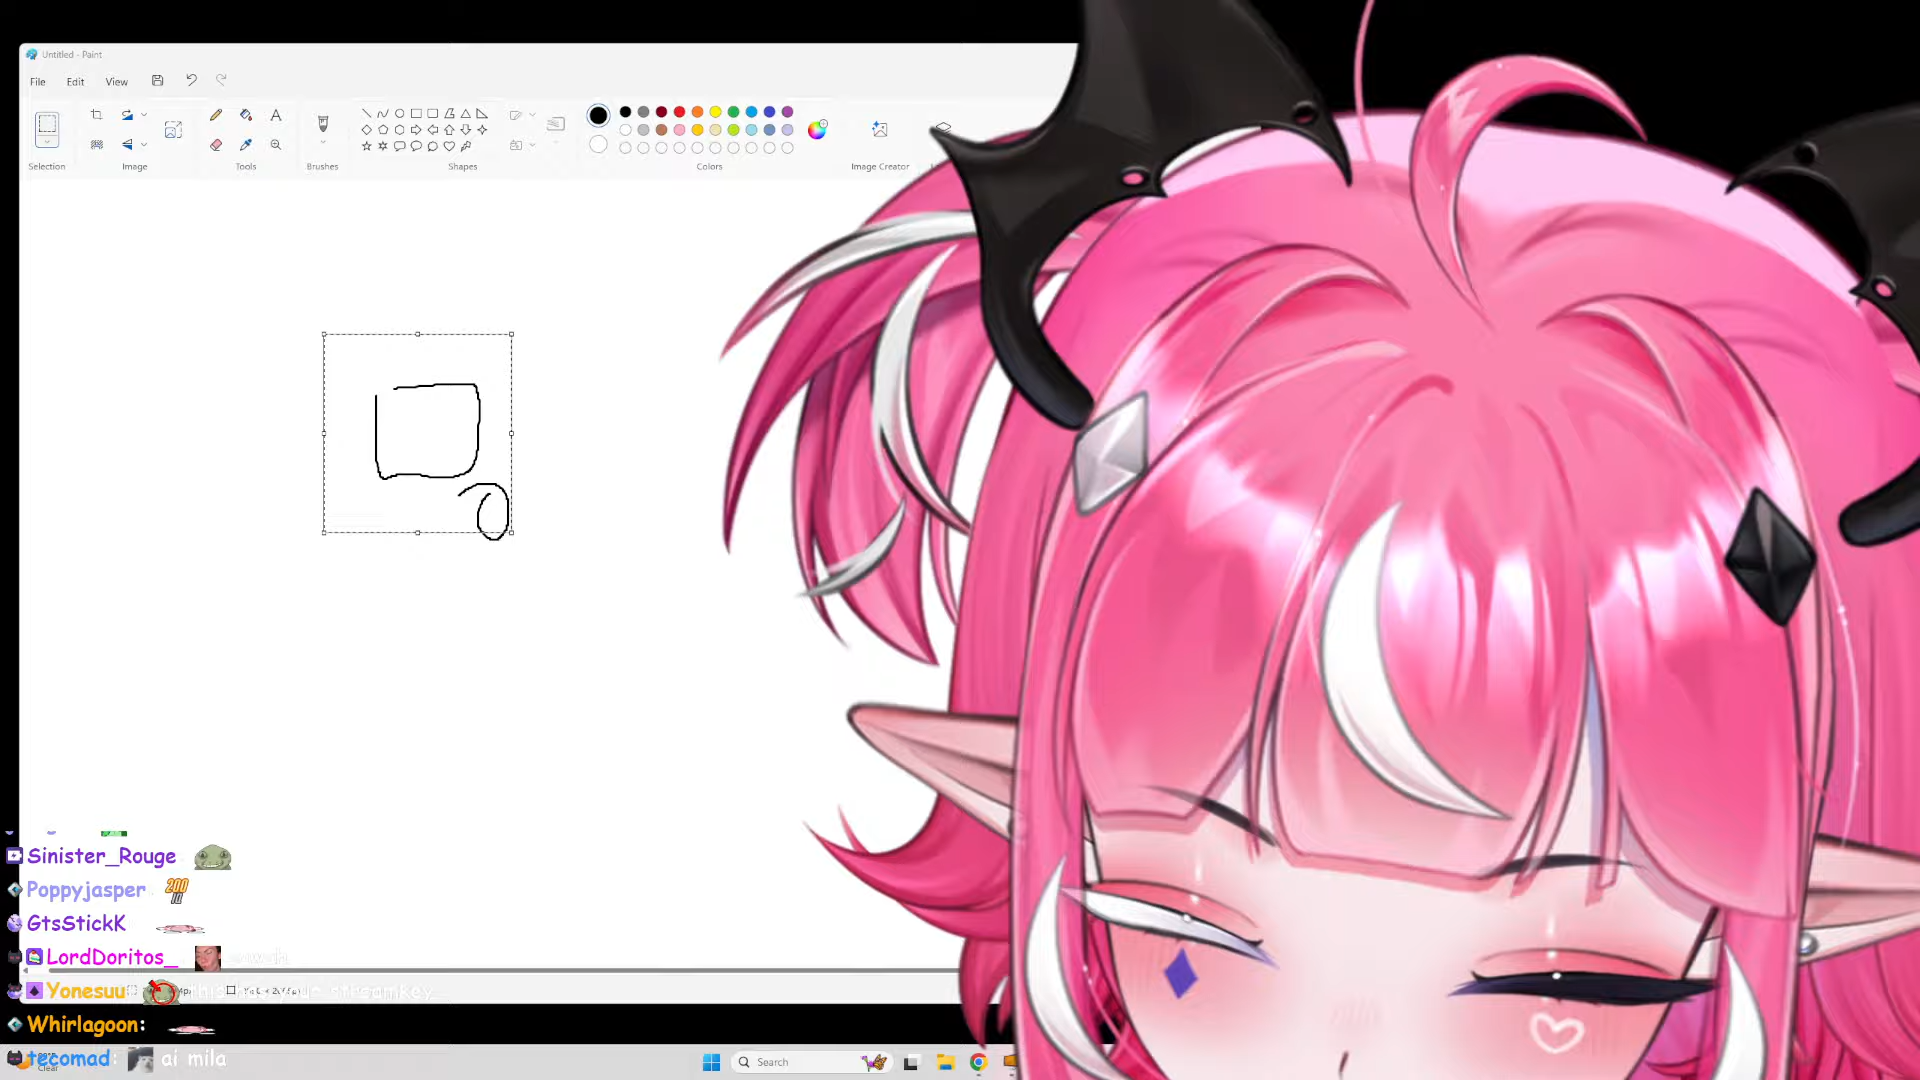 Untitled - Paint
File Edit View
Selection Image Tools Brushes Shapes Colors Image Creator
Sinister_Rouge
Poppyjasper
GtsStickK
LordDoritos_
Yonesuu
Whirlagoon:
tecomad: ai mila
Clear
Search